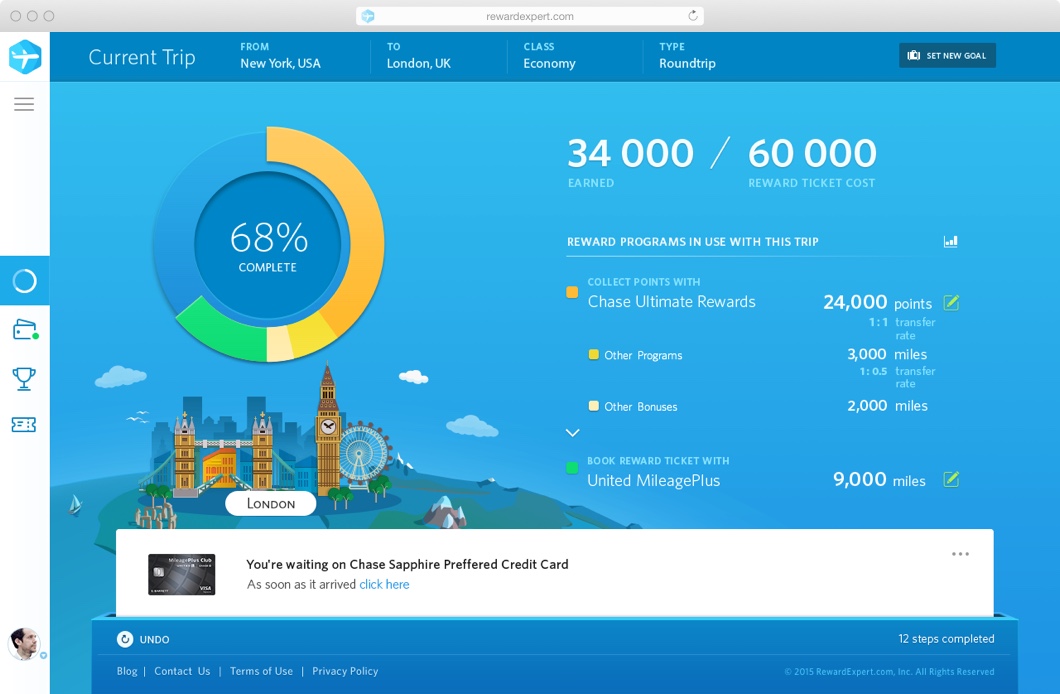 rewardexpert.com
Current Trip
FROM
New York, USA
TO
London, UK
CLASS
Economy
TYPE
Roundtrip
SET NEW GOAL
68%
COMPLETE
34 000 / 60 000
EARNED
REWARD TICKET COST
REWARD PROGRAMS IN USE WITH THIS TRIP
COLLECT POINTS WITH
Chase Ultimate Rewards
24,000 points
1 : 1 transfer
rate
Other Programs
3,000 miles
1 : 0.5 transfer
rate
Other Bonuses
2,000 miles
BOOK REWARD TICKET WITH
United MileagePlus
9,000 miles
LONDON
MileagePlus Club
VISA
You're waiting on Chase Sapphire Preffered Credit Card
As soon as it arrived click here
UNDO
12 steps completed
Blog | Contact Us | Terms of Use | Privacy Policy
© 2015 RewardExpert.com, Inc. All Rights Reserved